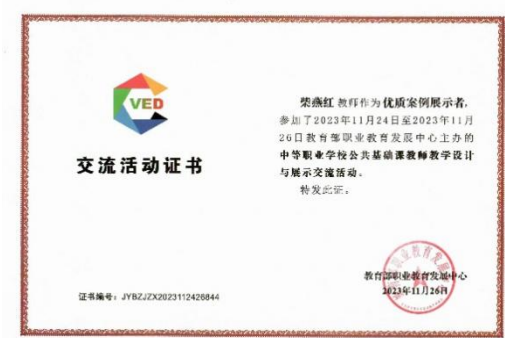 VED
交流活动证书
证书编号：JYBZJZX2023112426844
柴燕红 教师作为优质案例展示者，
参加了2023年11月24日至2023年11月
26日教育部职业教育发展中心主办的
中等职业学校公共基础课教师教学设计
与展示交流活动。
特发此证。
教育部职业教育发展中心
2023年11月26日